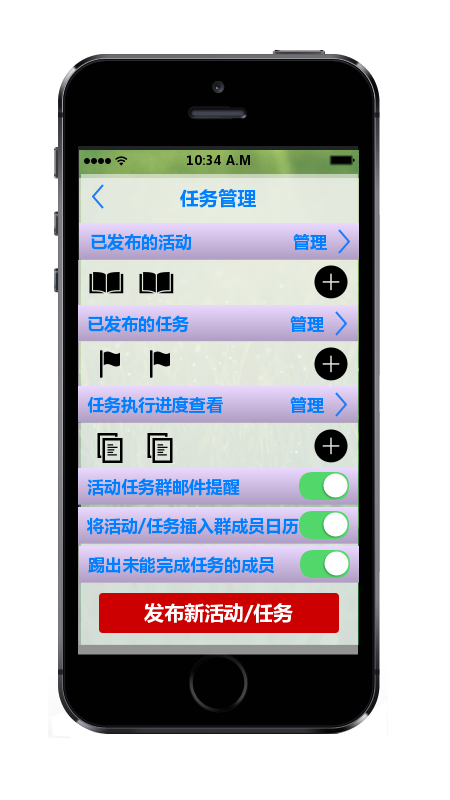 10:34 A.M
任务管理
已发布的活动 管理
已发布的任务 管理
任务执行进度查看 管理
活动任务群邮件提醒
将活动/任务插入群成员日历
踢出未能完成任务的成员
发布新活动/任务